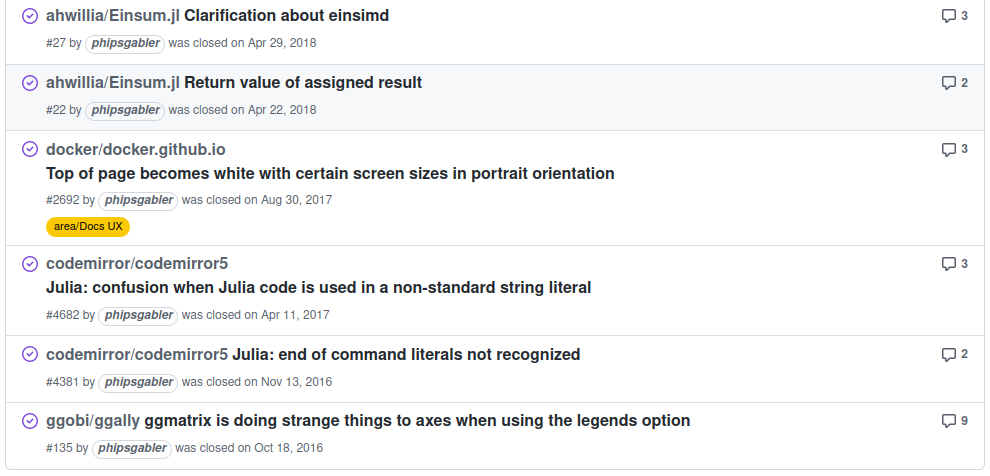 ahwillia/Einsum.jl Clarification about einsimd 3
#27 by phipsgabler was closed on Apr 29, 2018
ahwillia/Einsum.jl Return value of assigned result 2
#22 by phipsgabler was closed on Apr 22, 2018
docker/docker.github.io 3
Top of page becomes white with certain screen sizes in portrait orientation
#2692 by phipsgabler was closed on Aug 30, 2017
area/Docs UX
codemirror/codemirror5 3
Julia: confusion when Julia code is used in a non-standard string literal
#4682 by phipsgabler was closed on Apr 11, 2017
codemirror/codemirror5 Julia: end of command literals not recognized 2
#4381 by phipsgabler was closed on Nov 13, 2016
ggobi/ggally ggmatrix is doing strange things to axes when using the legends option 9
#135 by phipsgabler was closed on Oct 18, 2016